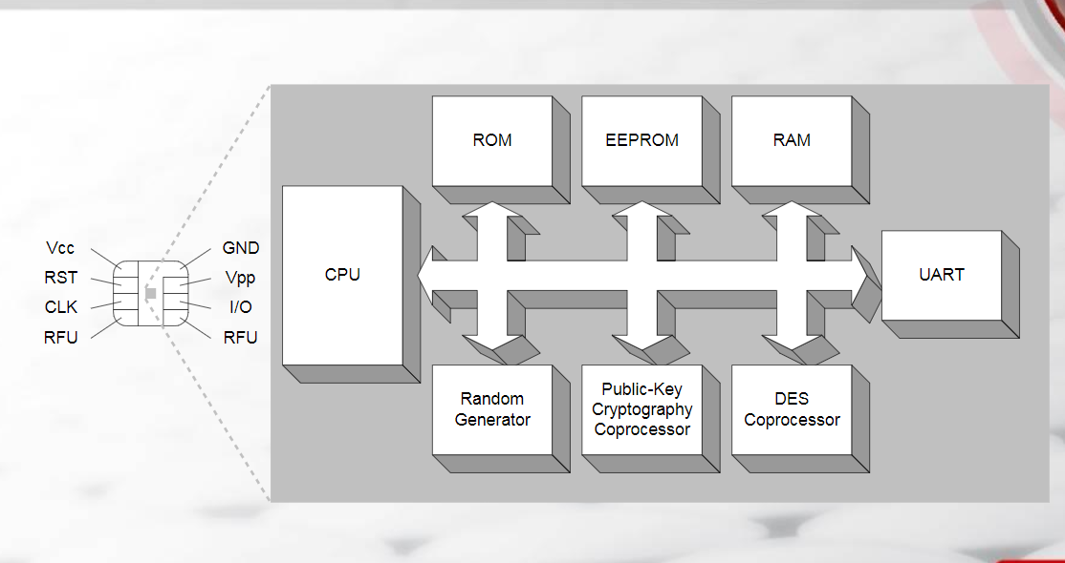 Vcc
RST
CLK
RFU
GND
Vpp
I/O
RFU
CPU
ROM
EEPROM
RAM
UART
Random
Generator
Public-Key
Cryptography
Coprocessor
DES
Coprocessor